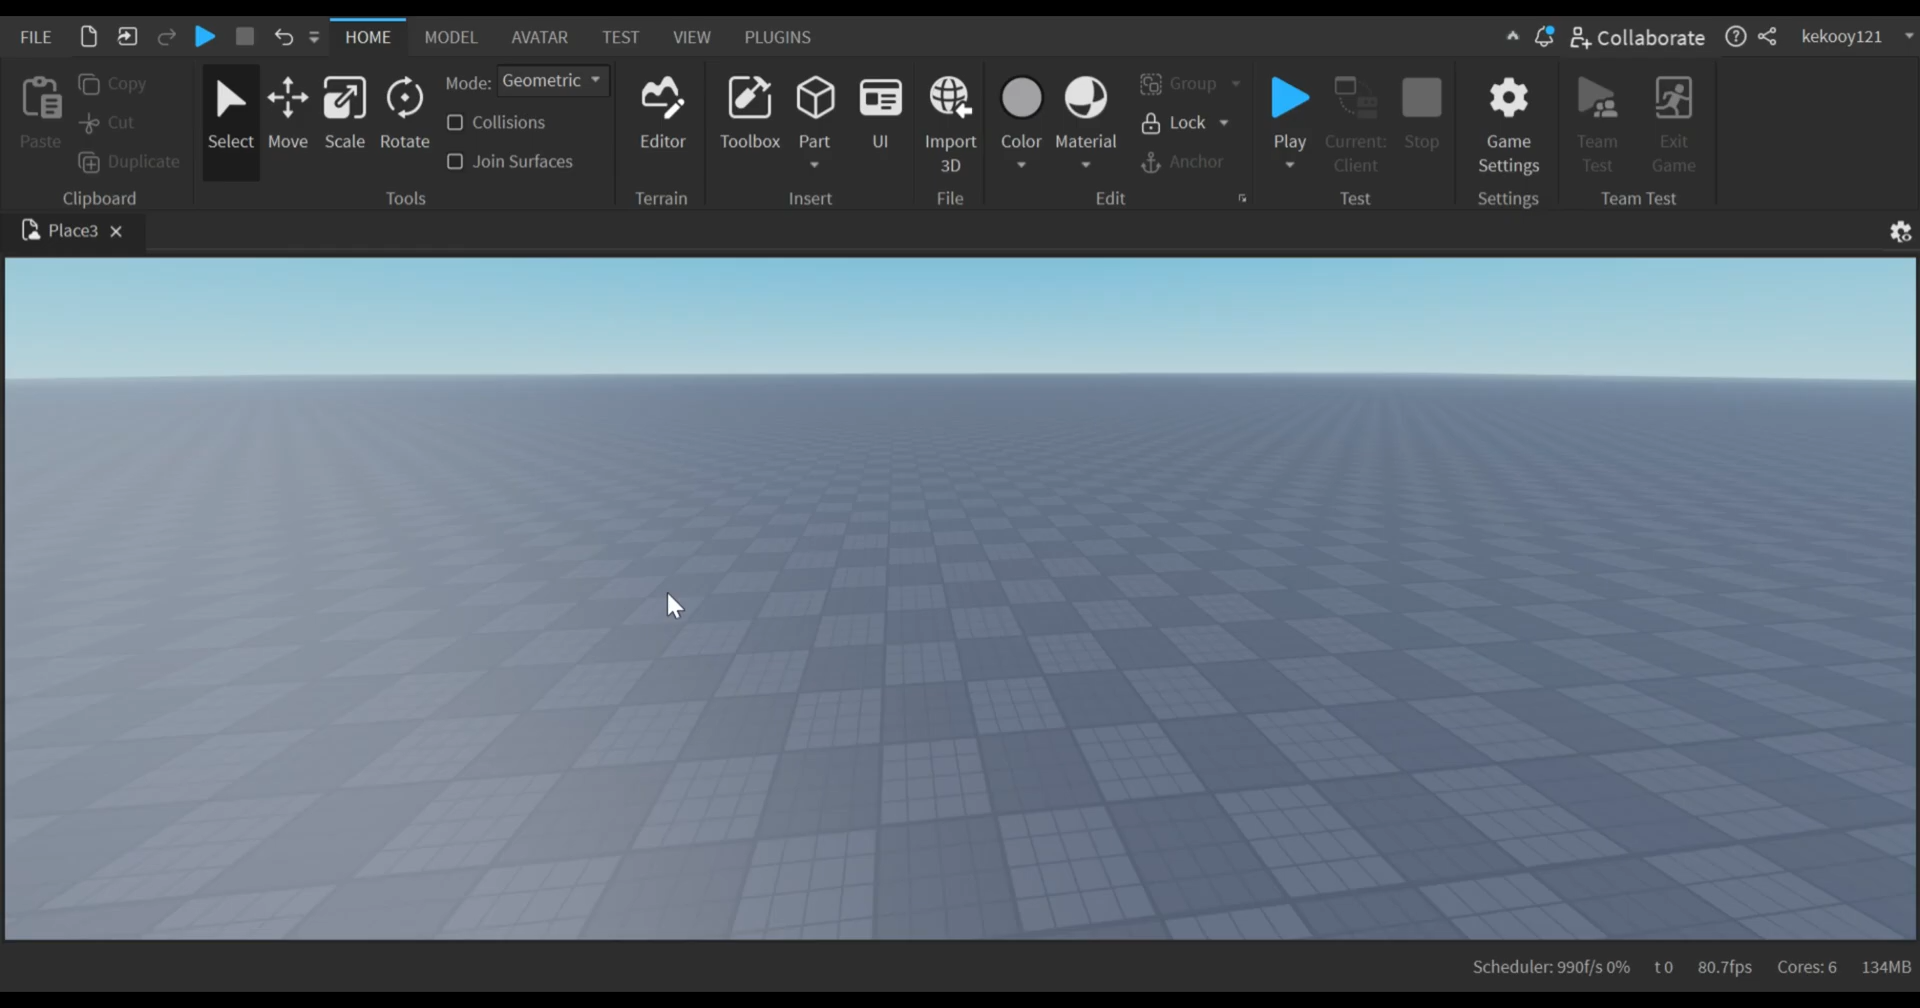 FILE HOME MODEL AVATAR TEST VIEW PLUGINS Collaborate kekooy121
Paste
Copy
Cut
Duplicate
Clipboard
Select Move Scale Rotate
Mode: Geometric
Collisions
Join Surfaces
Tools
Editor
Terrain
Toolbox Part UI
Insert
Import
3D
File
Color Material
Group
Lock
Anchor
Edit
Play
Current:
Client
Stop
Test
Game
Settings
Settings
Team
Test
Exit
Game
Team Test
Place3
Scheduler: 990f/s 0% t 0 80.7fps Cores: 6 134MB